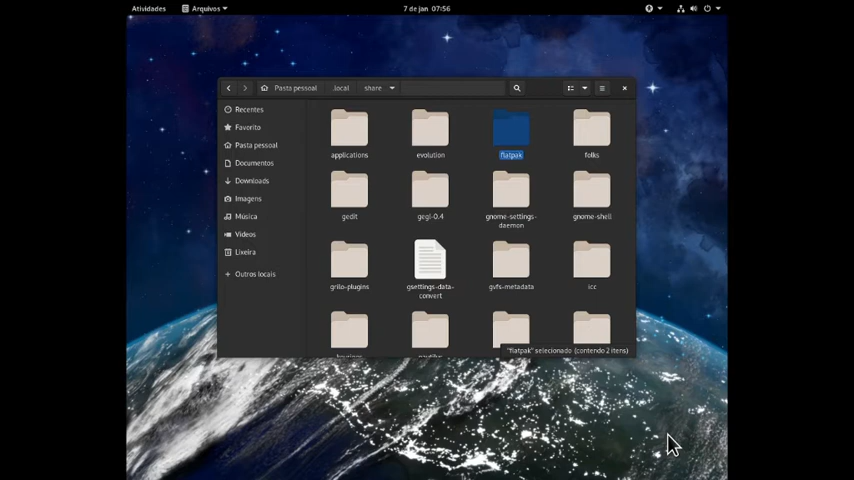 Atividades Arquivos 7 de jan 07:56
Pasta pessoal .local share
Recentes
Favorito
Pasta pessoal
Documentos
Downloads
Imagens
Música
Vídeos
Lixeira
+ Outros locais
applications evolution flatpak folks
gedit gegl-0.4 gnome-settings-
daemon gnome-shell
grilo-plugins gsettings-data-
convert gvfs-metadata icc
keyrings nautilus
"flatpak" selecionado (contendo 2 itens)